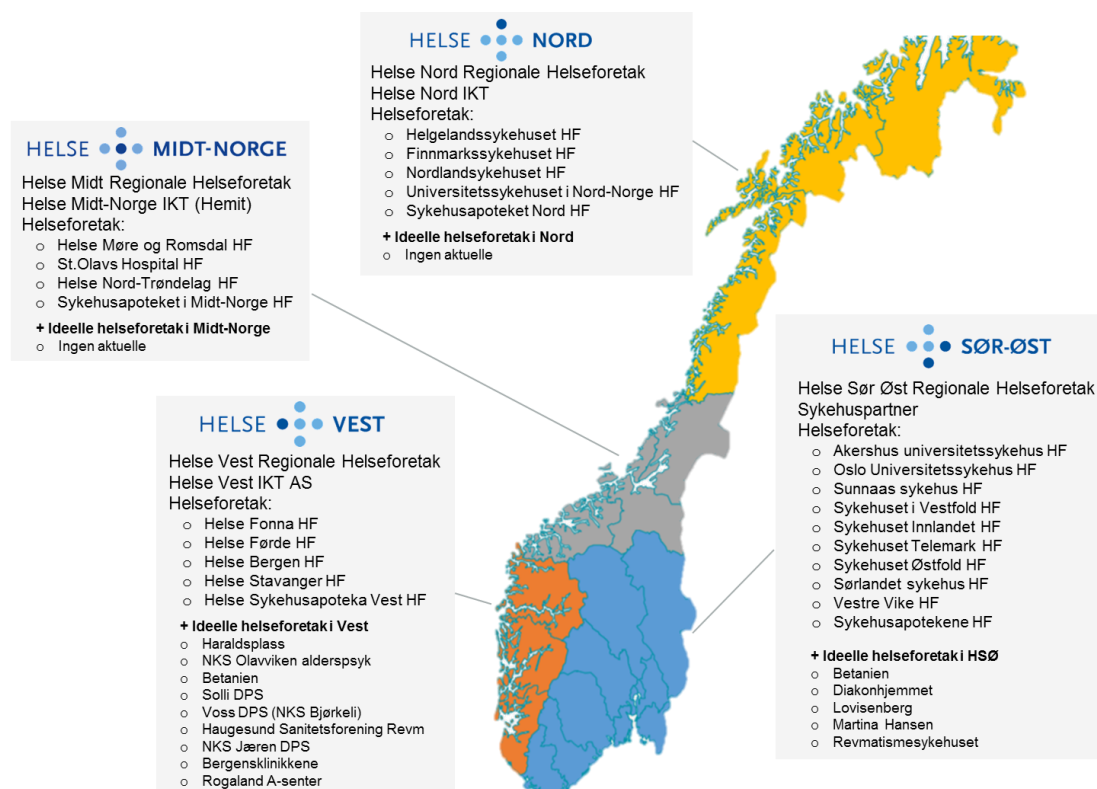 HELSE NORD
Helse Nord Regionale Helseforetak
Helse Nord IKT
Helseforetak:
o Helgelandssykehuset HF
o Finnmarkssykehuset HF
o Nordlandsykehuset HF
o Universitetssykehuset i Nord-Norge HF
o Sykehusapoteket Nord HF
+ Ideelle helseforetak i Nord
o Ingen aktuelle
HELSE MIDT-NORGE
Helse Midt Regionale Helseforetak
Helse Midt-Norge IKT (Hemit)
Helseforetak:
o Helse Møre og Romsdal HF
o St.Olavs Hospital HF
o Helse Nord-Trøndelag HF
o Sykehusapoteket i Midt-Norge HF
+ Ideelle helseforetak i Midt-Norge
o Ingen aktuelle
HELSE SØR-ØST
Helse Sør Øst Regionale Helseforetak
Sykehuspartner
Helseforetak:
o Akershus universitetssykehus HF
o Oslo Universitetssykehus HF
o Sunnaas sykehus HF
o Sykehuset i Vestfold HF
o Sykehuset Innlandet HF
o Sykehuset Telemark HF
o Sykehuset Østfold HF
o Sørlandet sykehus HF
o Vestre Vike HF
o Sykehusapotekene HF
+ Ideelle helseforetak i HSØ
o Betanien
o Diakonhjemmet
o Lovisenberg
o Martina Hansen
o Revmatismesykehuset
HELSE VEST
Helse Vest Regionale Helseforetak
Helse Vest IKT AS
Helseforetak:
o Helse Fonna HF
o Helse Førde HF
o Helse Bergen HF
o Helse Stavanger HF
o Helse Sykehusapoteka Vest HF
+ Ideelle helseforetak i Vest
o Haraldsplass
o NKS Olavviken alderspsyk
o Betanien
o Solli DPS
o Voss DPS (NKS Bjørkeli)
o Haugesund Sanitetsforening Revm
o NKS Jæren DPS
o Bergensklinikkene
o Rogaland A-senter